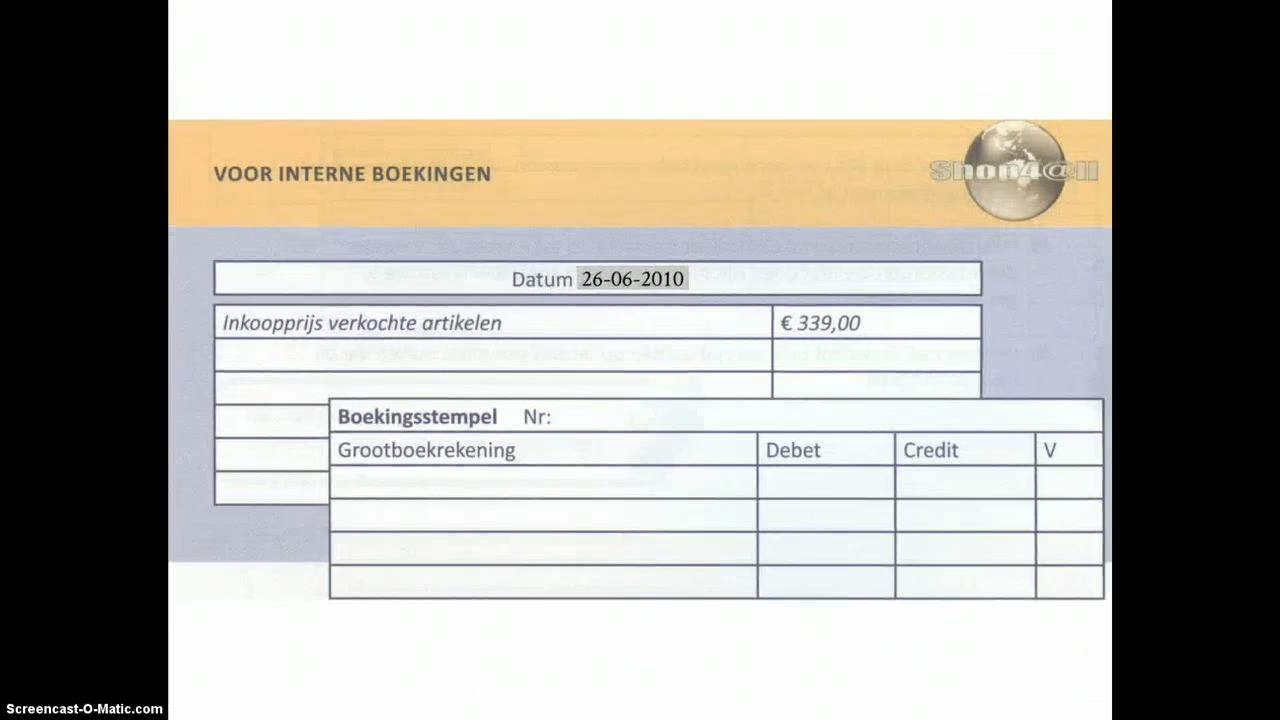 VOOR INTERNE BOEKINGEN
Shop4@ll
Datum 26-06-2010
Inkoopprijs verkochte artikelen € 339,00
Boekingsstempel Nr:
Grootboekrekening Debet Credit V
Screencast-O-Matic.com